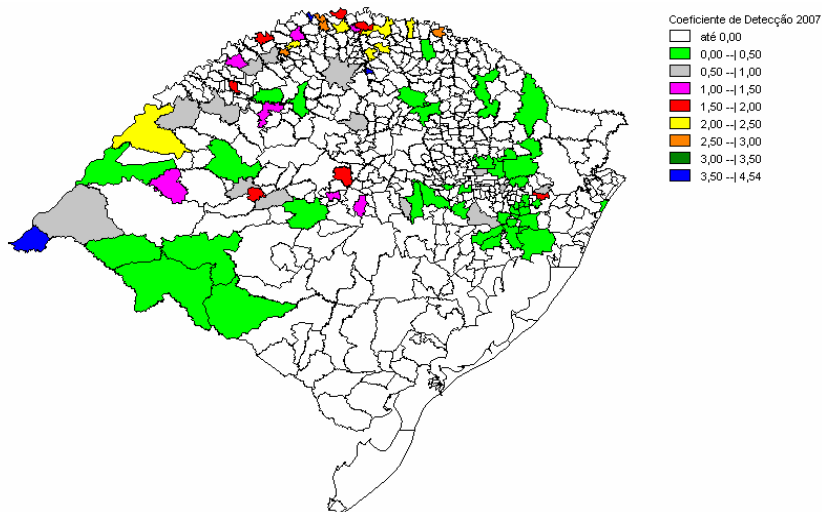 Coeficiente de Detecção 2007
até 0,00
0,00 --| 0,50
0,50 --| 1,00
1,00 --| 1,50
1,50 --| 2,00
2,00 --| 2,50
2,50 --| 3,00
3,00 --| 3,50
3,50 --| 4,54